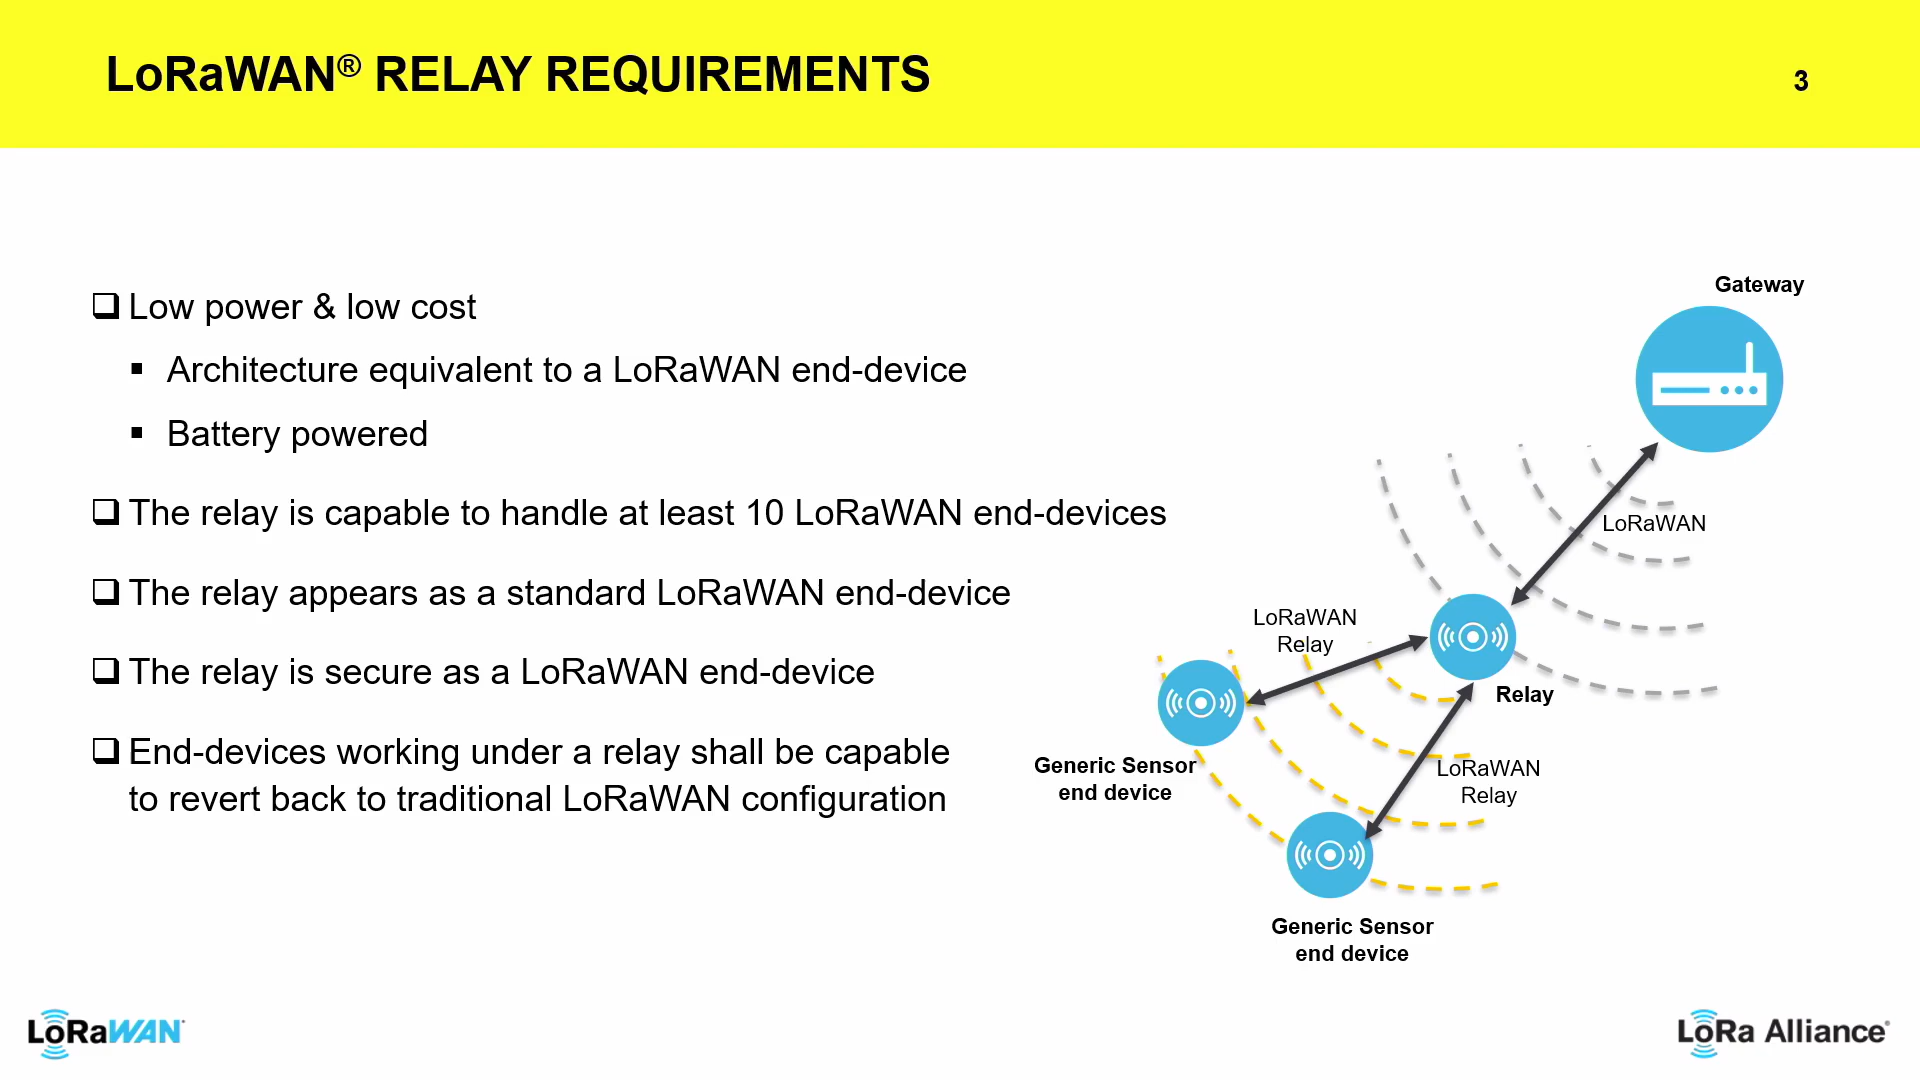 LoRaWAN® RELAY REQUIREMENTS
3
Low power & low cost
Architecture equivalent to a LoRaWAN end-device
Battery powered
The relay is capable to handle at least 10 LoRaWAN end-devices
The relay appears as a standard LoRaWAN end-device
The relay is secure as a LoRaWAN end-device
End-devices working under a relay shall be capable
to revert back to traditional LoRaWAN configuration
Gateway
LoRaWAN
LoRaWAN
Relay
Relay
Generic Sensor
end device
LoRaWAN
Relay
Generic Sensor
end device
LoRaWAN
LoRa Alliance®